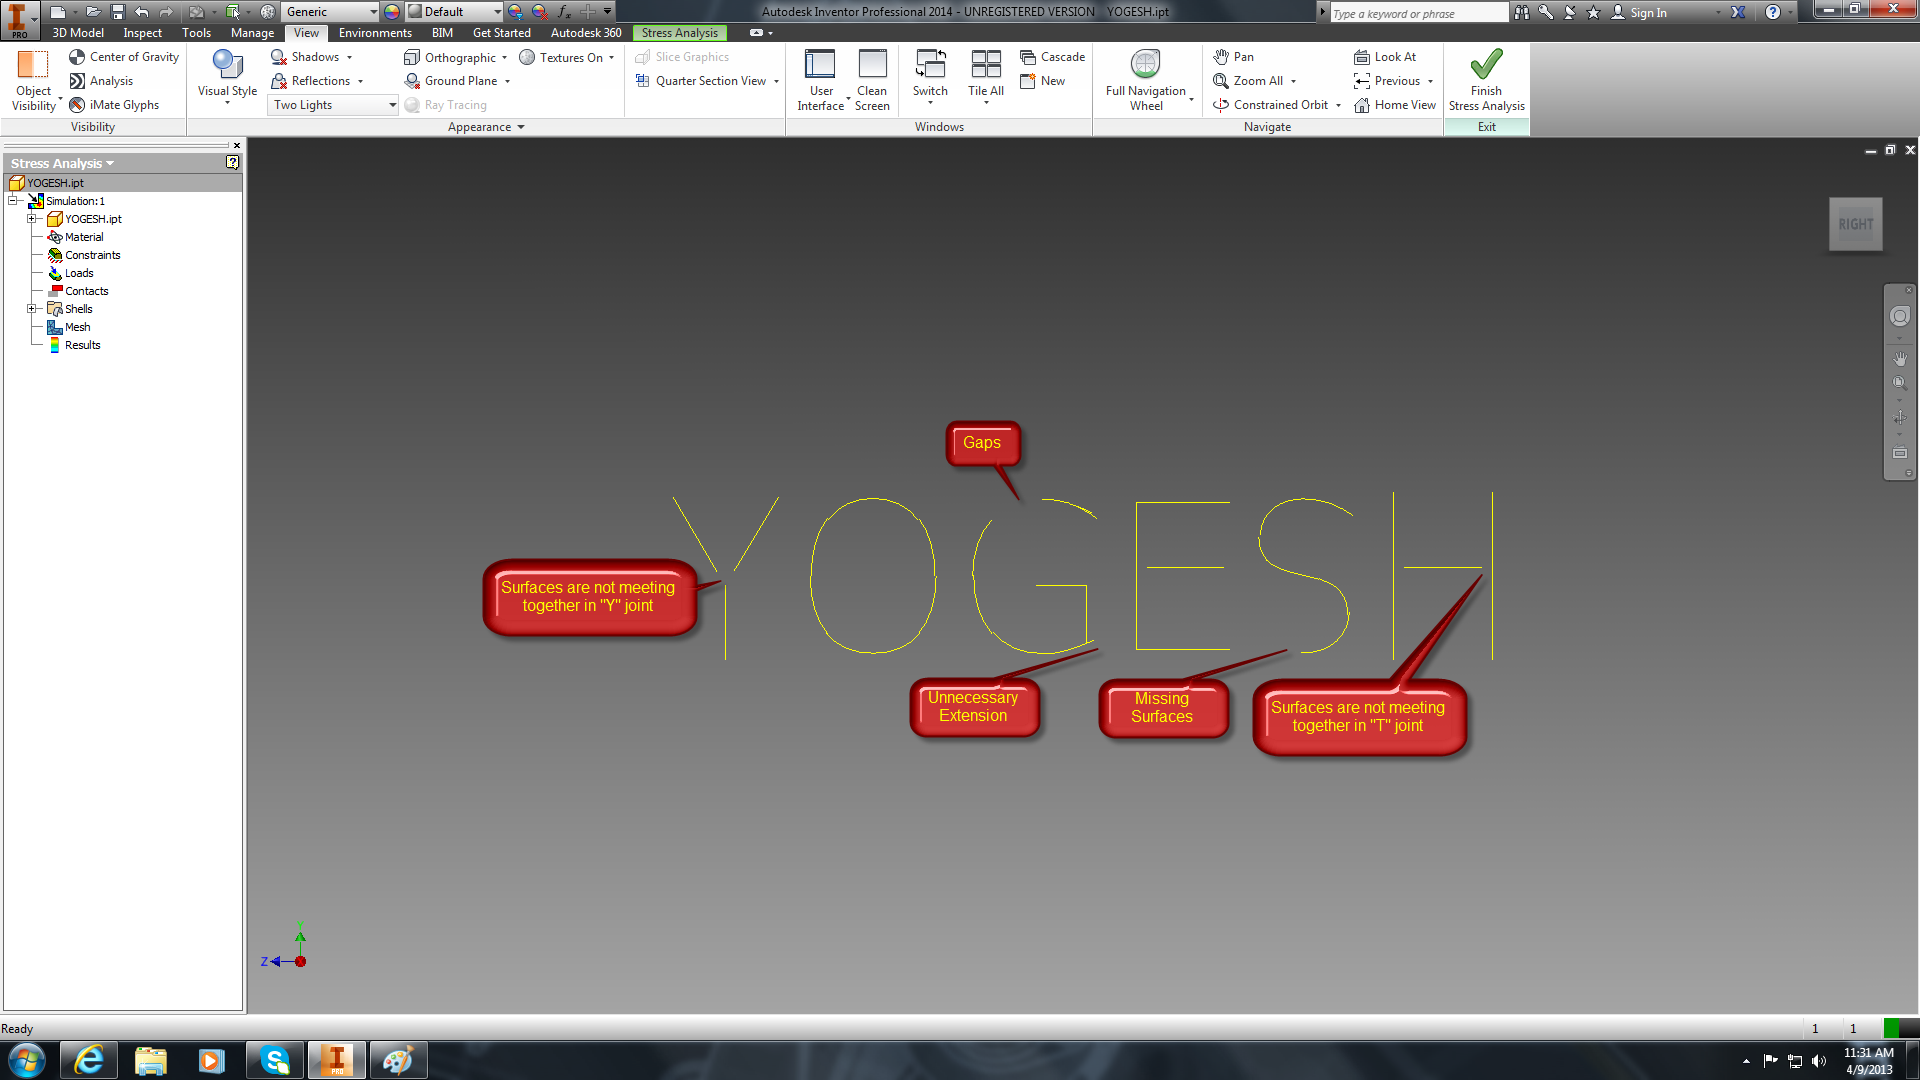 PRO
Generic
Default
fx
Autodesk Inventor Professional 2014 - UNREGISTERED VERSION YOGESH.ipt
Type a keyword or phrase
Sign In
3D Model Inspect Tools Manage View Environments BIM Get Started Autodesk 360 Stress Analysis
Object Visibility
Center of Gravity
Analysis
iMate Glyphs
Visibility
Visual Style
Shadows
Reflections
Two Lights
Orthographic
Ground Plane
Ray Tracing
Textures On
Appearance
Slice Graphics
Quarter Section View
User Interface
Clean Screen
Switch
Tile All
Cascade
New
Windows
Full Navigation Wheel
Pan
Zoom All
Constrained Orbit
Look At
Previous
Home View
Navigate
Finish
Stress Analysis
Exit
Stress Analysis
YOGESH.ipt
Simulation:1
YOGESH.ipt
Material
Constraints
Loads
Contacts
Shells
Mesh
Results
RIGHT
Gaps
YOGESH
Surfaces are not meeting
together in "Y" joint
Unnecessary
Extension
Missing
Surfaces
Surfaces are not meeting
together in "T" joint
Y
Z
Ready
1 1
PRO
11:31 AM
4/9/2013